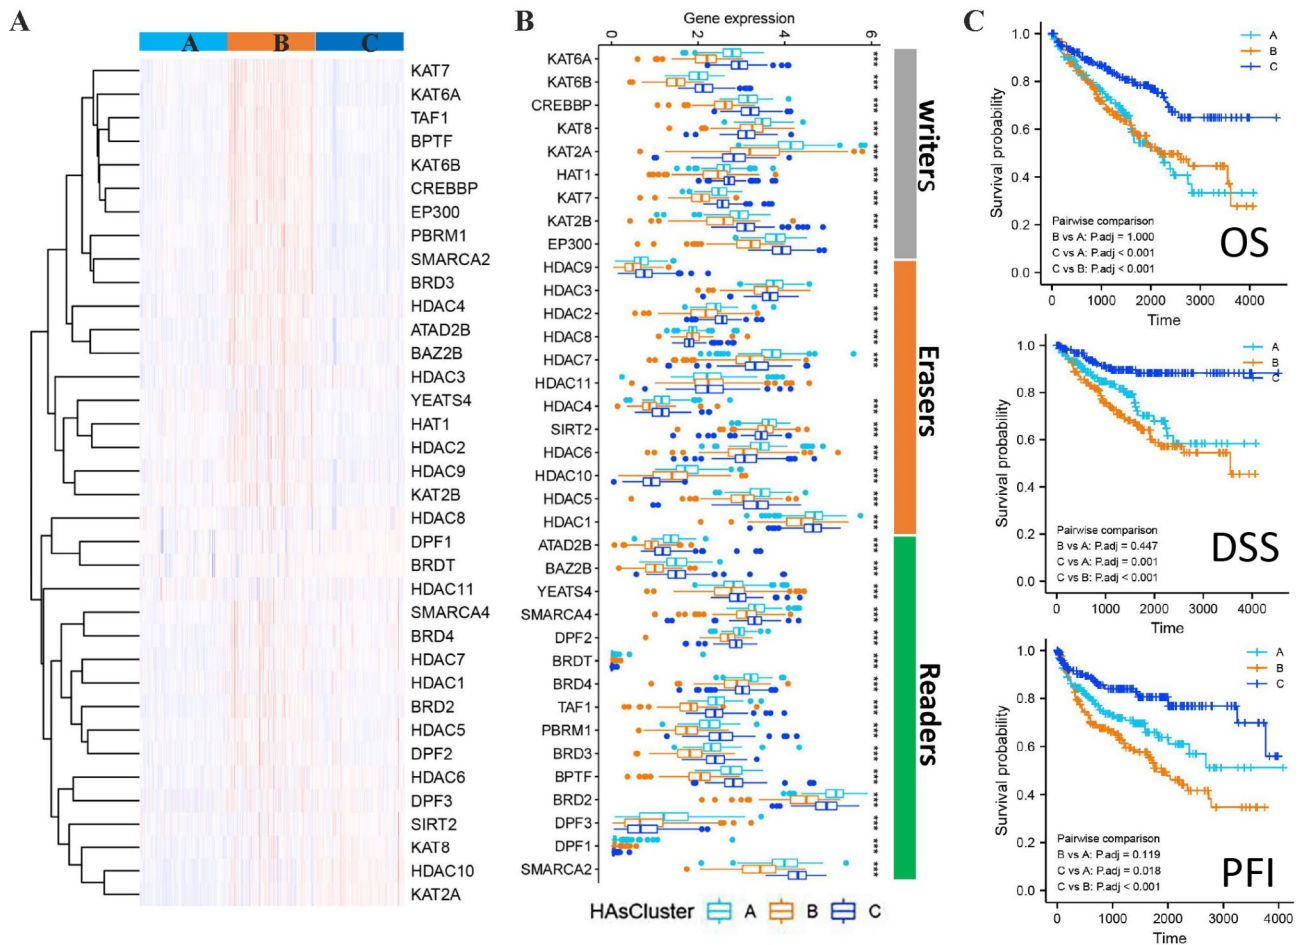 A
A B C
KAT7
KAT6A
TAF1
BPTF
KAT6B
CREBBP
EP300
PBRM1
SMARCA2
BRD3
HDAC4
ATAD2B
BAZ2B
HDAC3
YEATS4
HAT1
HDAC2
HDAC9
KAT2B
HDAC8
DPF1
BRDT
HDAC11
SMARCA4
BRD4
HDAC7
HDAC1
BRD2
HDAC5
DPF2
HDAC6
DPF3
SIRT2
KAT8
HDAC10
KAT2A
B
Gene expression
0 2 4 6
KAT6A ***
KAT6B ***
CREBBP ***
KAT8 ***
KAT2A ***
HAT1 ***
KAT7 ***
KAT2B ***
EP300 ***
HDAC9 ***
HDAC3 ***
HDAC2 ***
HDAC8 ***
HDAC7 ***
HDAC11
HDAC4 ***
SIRT2 ***
HDAC6 ***
HDAC10 ***
HDAC5 ***
HDAC1 ***
ATAD2B ***
BAZ2B ***
YEATS4 ***
SMARCA4 ***
DPF2 ***
BRDT ***
BRD4 ***
TAF1 ***
PBRM1 ***
BRD3 ***
BPTF ***
BRD2 ***
DPF3 ***
DPF1 ***
SMARCA2 ***
writers
Erasers
Readers
HAsCluster A B C
C
Survival probability
1.0
0.8
0.6
0.4
0.2
0.0
A
B
C
Pairwise comparison
B vs A: P.adj = 1.000
C vs A: P.adj < 0.001
C vs B: P.adj < 0.001
OS
0 1000 2000 3000 4000
Time
Survival probability
1.0
0.8
0.6
0.4
0.2
0.0
A
B
C
Pairwise comparison
B vs A: P.adj = 0.447
C vs A: P.adj = 0.001
C vs B: P.adj < 0.001
DSS
0 1000 2000 3000 4000
Time
Survival probability
1.0
0.8
0.6
0.4
0.2
0.0
A
B
C
Pairwise comparison
B vs A: P.adj = 0.119
C vs A: P.adj = 0.018
C vs B: P.adj < 0.001
PFI
0 1000 2000 3000 4000
Time